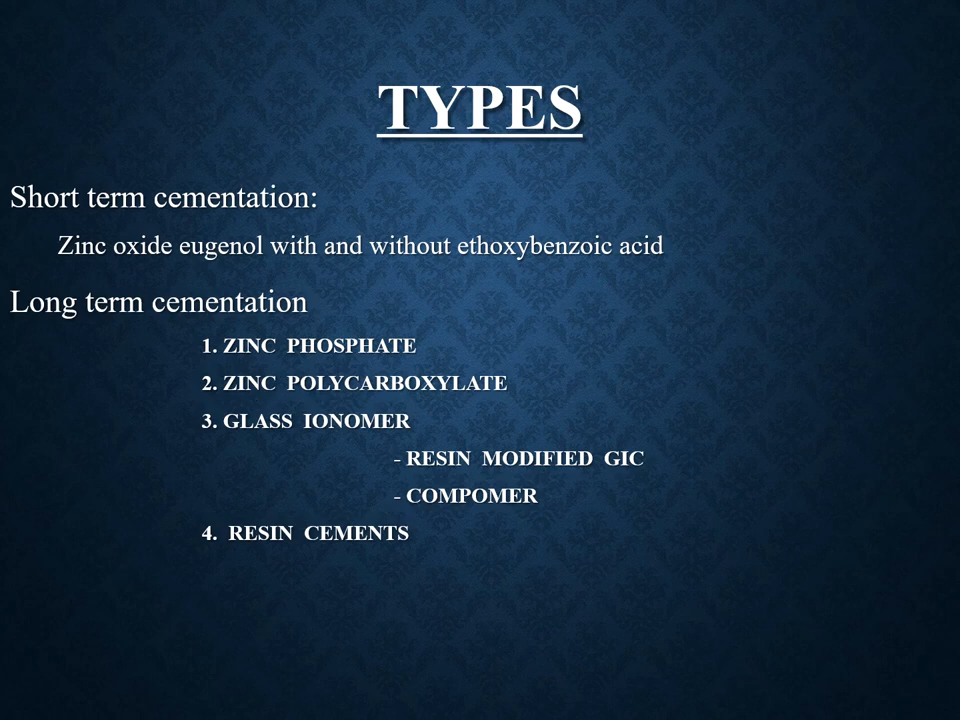 TYPES
Short term cementation:
Zinc oxide eugenol with and without ethoxybenzoic acid
Long term cementation
1. ZINC PHOSPHATE
2. ZINC POLYCARBOXYLATE
3. GLASS IONOMER
- RESIN MODIFIED GIC
- COMPOMER
4. RESIN CEMENTS